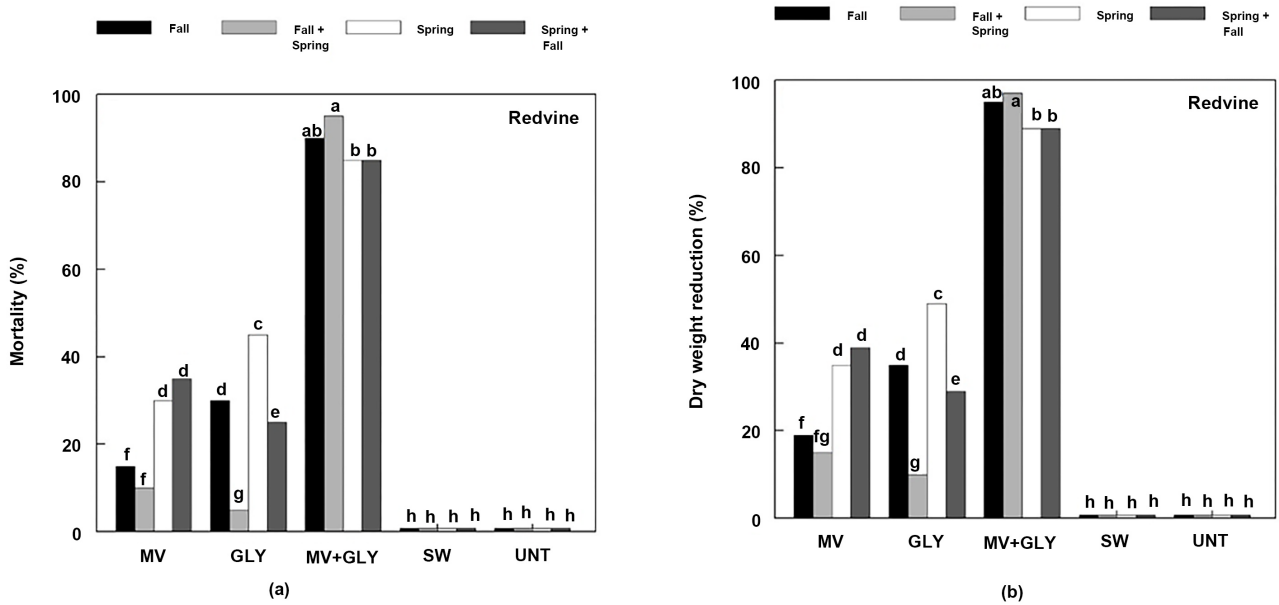 Fall
Fall +
Spring
Spring
Spring +
Fall
100
80
60
40
20
0
Mortality (%)
Redvine
f
f
d
d
d
g
c
e
ab
a
b
b
h
h
h
h
h
h
h
h
MV
GLY
MV+GLY
SW
UNT
(a)
Fall
Fall +
Spring
Spring
Spring +
Fall
100
80
60
40
20
0
Dry weight reduction (%)
Redvine
f
fg
d
d
d
g
c
e
ab
a
b
b
h
h
h
h
h
h
h
h
MV
GLY
MV+GLY
SW
UNT
(b)